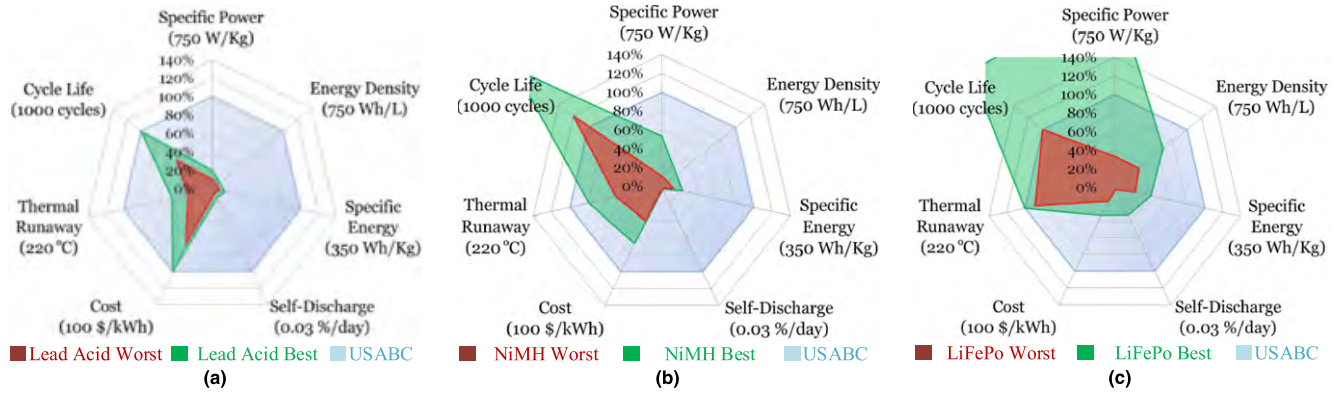 Specific Power
(750 W/Kg)
140%
120%
100%
80%
60%
40%
20%
0%
Energy Density
(750 Wh/L)
Specific
Energy
(350 Wh/Kg)
Self-Discharge
(0.03 %/day)
Cost
(100 $/kWh)
Thermal
Runaway
(220 °C)
Cycle Life
(1000 cycles)
Lead Acid Worst
Lead Acid Best
USABC
(a)
Specific Power
(750 W/Kg)
140%
120%
100%
80%
60%
40%
20%
0%
Energy Density
(750 Wh/L)
Specific
Energy
(350 Wh/Kg)
Self-Discharge
(0.03 %/day)
Cost
(100 $/kWh)
Thermal
Runaway
(220 °C)
Cycle Life
(1000 cycles)
NiMH Worst
NiMH Best
USABC
(b)
Specific Power
(750 W/Kg)
140%
120%
100%
80%
60%
40%
20%
0%
Energy Density
(750 Wh/L)
Specific
Energy
(350 Wh/Kg)
Self-Discharge
(0.03 %/day)
Cost
(100 $/kWh)
Thermal
Runaway
(220 °C)
Cycle Life
(1000 cycles)
LiFePo Worst
LiFePo Best
USABC
(c)